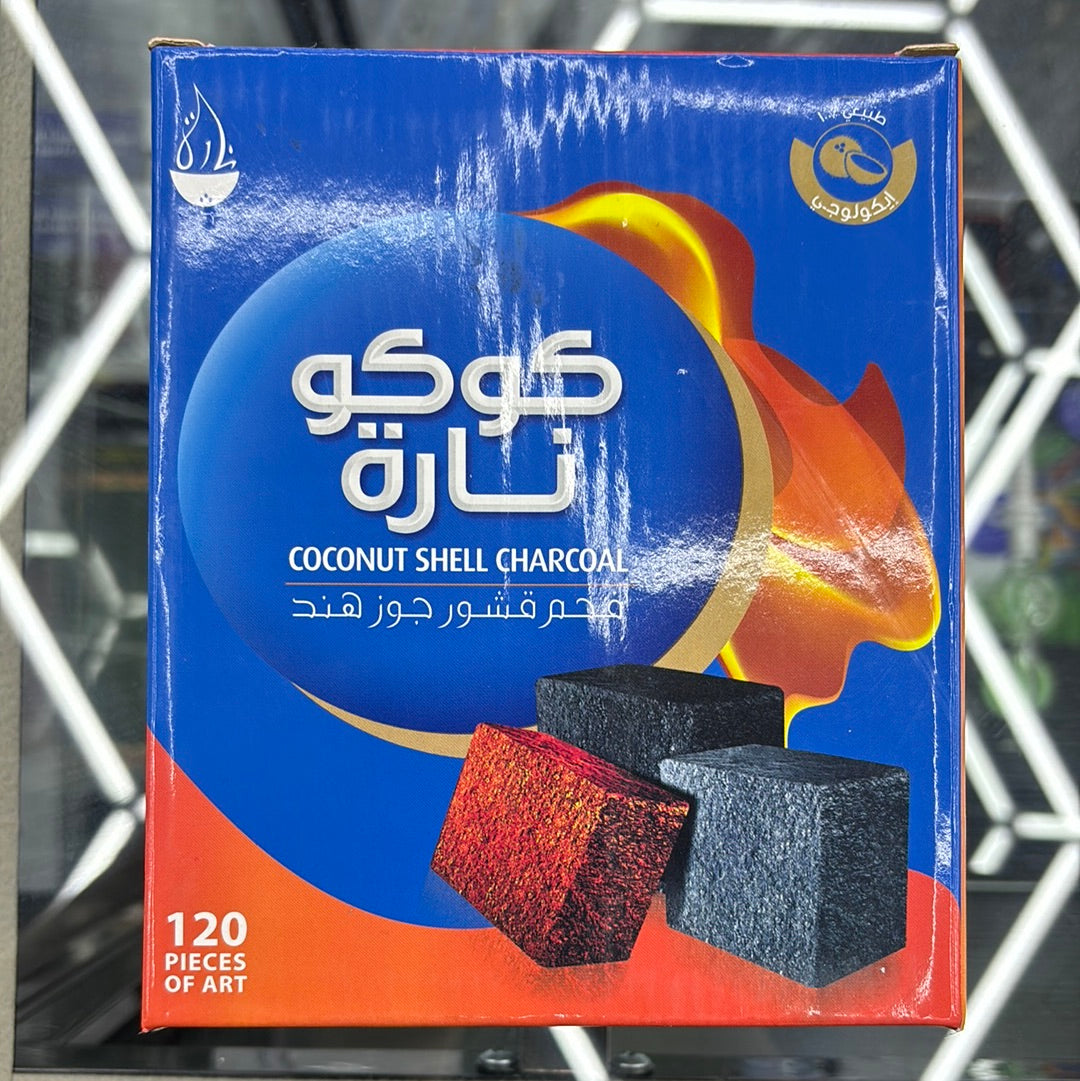 نارة
طبيعي ١٠٠٪
إيكولوجي
كوكو
نارة
COCONUT SHELL CHARCOAL
فحم قشور جوز هند
120
PIECES
OF ART